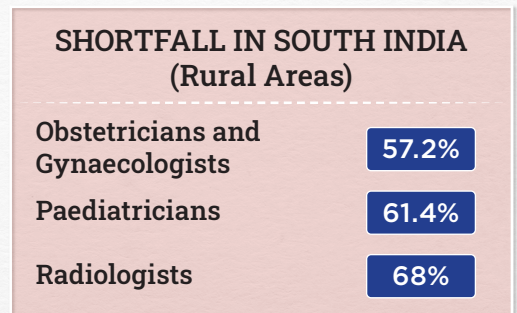 SHORTFALL IN SOUTH INDIA
(Rural Areas)
Obstetricians and
Gynaecologists
57.2%
Paediatricians
61.4%
Radiologists
68%